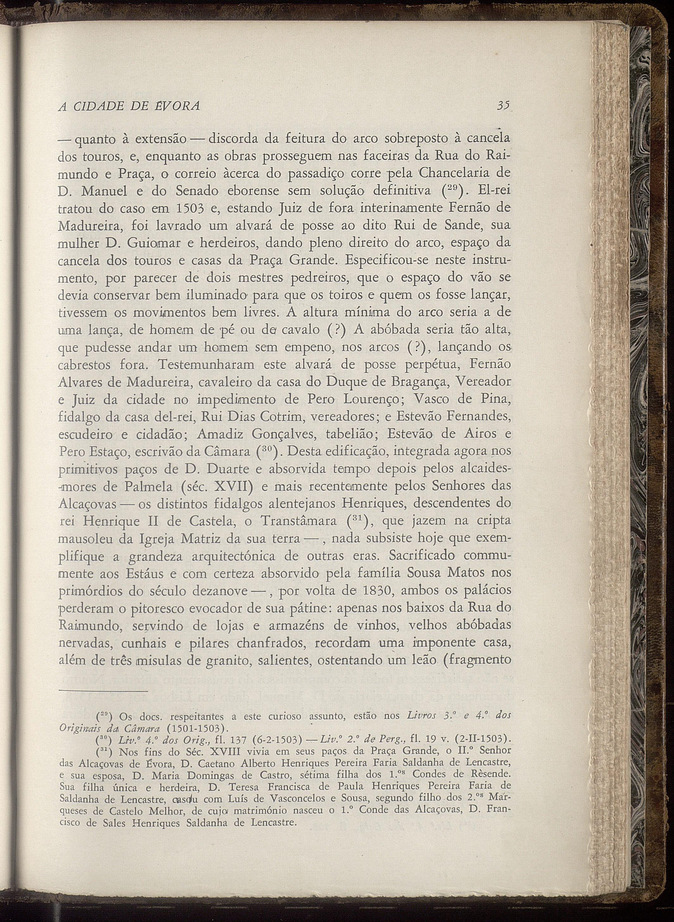 A CIDADE DE ÉVORA 35
— quanto à extensão — discorda da feitura do arco sobreposto à cancela
dos touros, e, enquanto as obras prosseguem nas faceiras da Rua do Rai-
mundo e Praça, o correio àcerca do passadiço corre pela Chancelaria de
D. Manuel e do Senado eborense sem solução definitiva (²⁹). El-rei
tratou do caso em 1503 e, estando Juiz de fora interinamente Fernão de
Madureira, foi lavrado um alvará de posse ao dito Rui de Sande, sua
mulher D. Guiomar e herdeiros, dando pleno direito do arco, espaço da
cancela dos touros e casas da Praça Grande. Especificou-se neste instru-
mento, por parecer de dois mestres pedreiros, que o espaço do vão se
devia conservar bem iluminado para que os toiros e quem os fosse lançar,
tivessem os movimentos bem livres. A altura mínima do arco seria a de
uma lança, de homem de pé ou de cavalo (?) A abóbada seria tão alta,
que pudesse andar um homem sem empeno, nos arcos (?), lançando os
cabrestos fora. Testemunharam este alvará de posse perpétua, Fernão
Alvares de Madureira, cavaleiro da casa do Duque de Bragança, Vereador
e Juiz da cidade no impedimento de Pero Lourenço; Vasco de Pina,
fidalgo da casa del-rei, Rui Dias Cotrim, vereadores; e Estevão Fernandes,
escudeiro e cidadão; Amadiz Gonçalves, tabelião; Estevão de Airos e
Pero Estaço, escrivão da Câmara (³⁰). Desta edificação, integrada agora nos
primitivos paços de D. Duarte e absorvida tempo depois pelos alcaides-
-mores de Palmela (séc. XVII) e mais recentemente pelos Senhores das
Alcaçovas — os distintos fidalgos alentejanos Henriques, descendentes do
rei Henrique II de Castela, o Transtâmara (³¹), que jazem na cripta
mausoleu da Igreja Matriz da sua terra — , nada subsiste hoje que exem-
plifique a grandeza arquitectónica de outras eras. Sacrificado commu-
mente aos Estáus e com certeza absorvido pela família Sousa Matos nos
primórdios do século dezanove — , por volta de 1830, ambos os palácios
perderam o pitoresco evocador de sua pátine: apenas nos baixos da Rua do
Raimundo, servindo de lojas e armazéns de vinhos, velhos abóbadas
nervadas, cunhais e pilares chanfrados, recordam uma imponente casa,
além de três misulas de granito, salientes, ostentando um leão (fragmento
(²⁹) Os docs. respeitantes a este curioso assunto, estão nos Livros 3.º e 4.º dos
Originais da Câmara (1501-1503).
(³⁰) Liv.º 4.º dos Orig., fl. 137 (6-2-1503) — Liv.º 2.º de Perg., fl. 19 v. (2-II-1503).
(³¹) Nos fins do Séc. XVIII vivia em seus paços da Praça Grande, o II.º Senhor
das Alcaçovas de Évora, D. Caetano Alberto Henriques Pereira Faria Saldanha de Lencastre,
e sua esposa, D. Maria Domingas de Castro, sétima filha dos 1.ºˢ Condes de Rèsende.
Sua filha única e herdeira, D. Teresa Francisca de Paula Henriques Pereira Faria de
Saldanha de Lencastre, casou com Luís de Vasconcelos e Sousa, segundo filho dos 2.ºˢ Mar-
queses de Castelo Melhor, de cujo matrimónio nasceu o 1.º Conde das Alcaçovas, D. Fran-
cisco de Sales Henriques Saldanha de Lencastre.